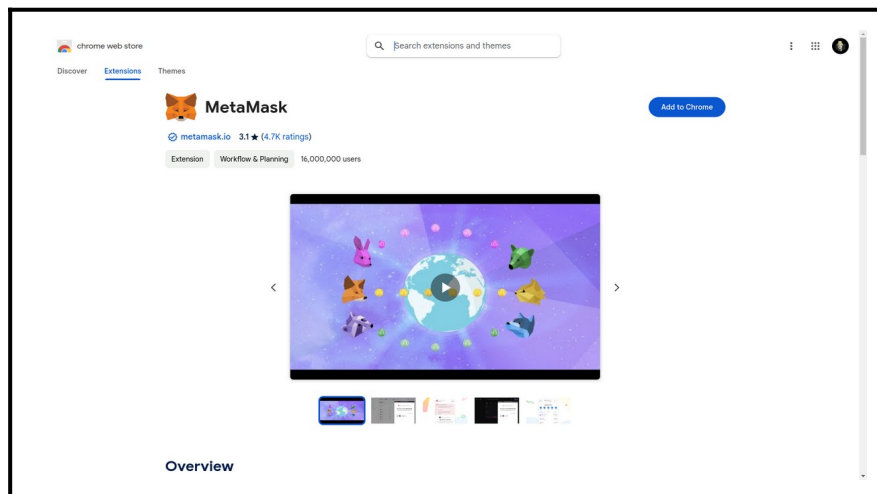 chrome web store
Search extensions and themes
Discover Extensions Themes
MetaMask
Add to Chrome
metamask.io 3.1 ★ (4.7K ratings)
Extension Workflow & Planning 16,000,000 users
Overview